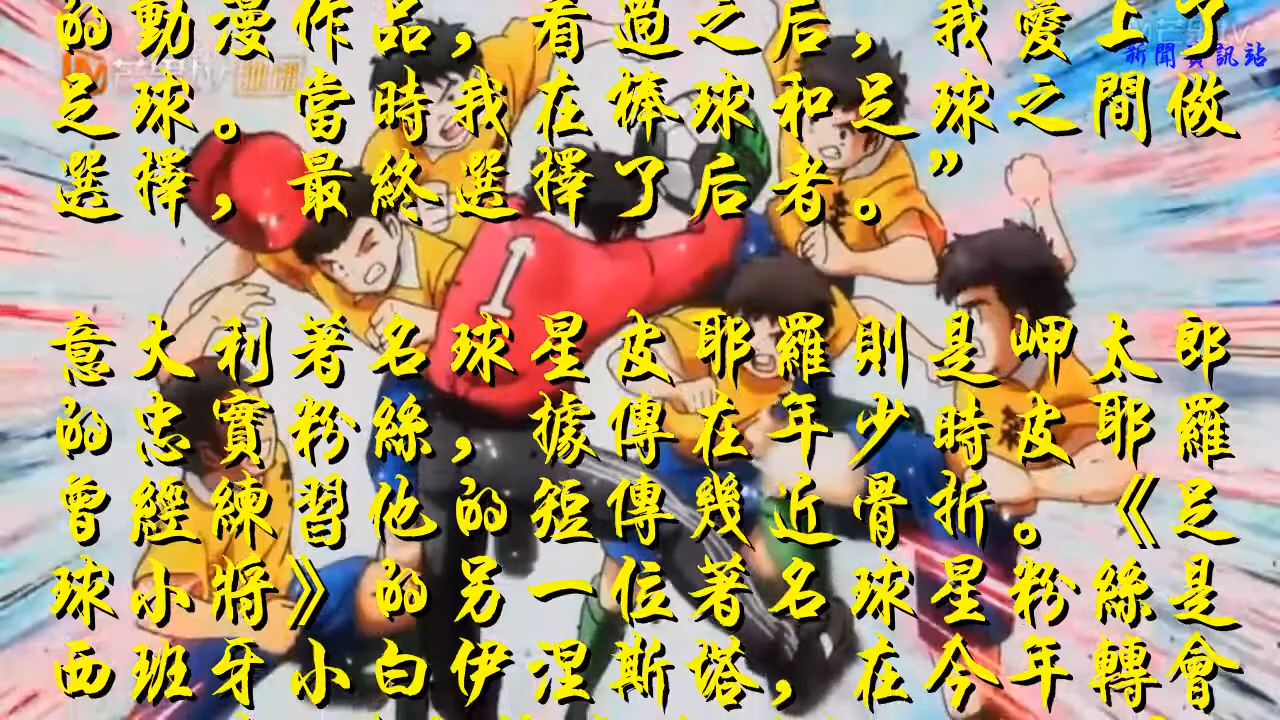 的動漫作品，看過之后，我愛上了
新聞資訊站
足球。當時我在棒球和足球之間做
選擇，最終選擇了后者。”
1
意大利著名球星皮耶羅則是岬太郎
的忠實粉絲，據傳在年少時皮耶羅
曾經練習他的短傳幾近骨折。《足
球小將》的另一位著名球星粉絲是
西班牙小白伊涅斯塔，在今年轉會